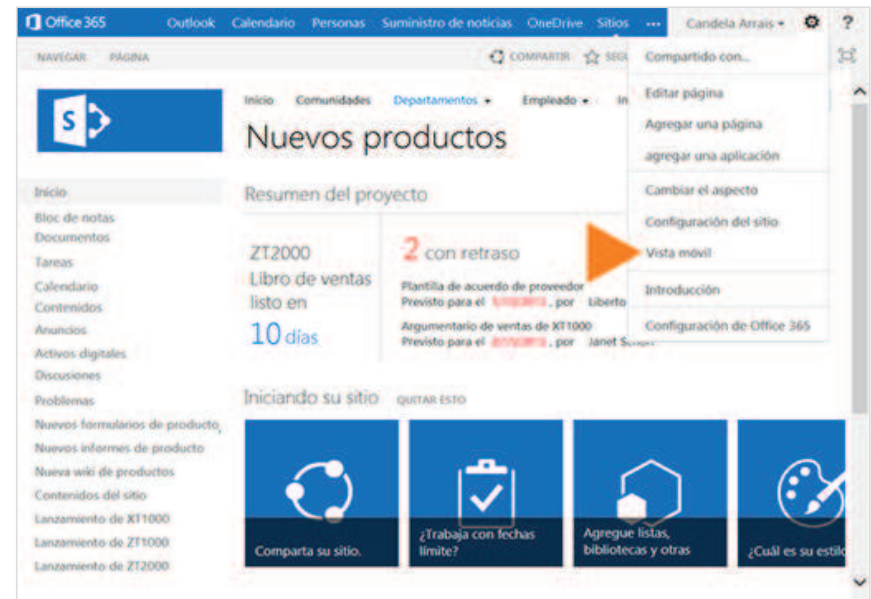 Office 365 Outlook Calendario Personas Suministro de noticias OneDrive Sitios ... Candela Arrais ?
NAVEGAR PÁGINA COMPARTIR SEGU
S
Inicio Comunidades Departamentos Empleado In
Nuevos productos
Compartido con...
Editar página
Agregar una página
agregar una aplicación
Cambiar el aspecto
Configuración del sitio
Vista móvil
Introducción
Configuración de Office 365
Inicio
Bloc de notas
Documentos
Tareas
Calendario
Contenidos
Anuncios
Activos digitales
Discusiones
Problemas
Nuevos formularios de producto
Nuevos informes de producto
Nueva wiki de productos
Contenidos del sitio
Lanzamiento de XT1000
Lanzamiento de ZT1000
Lanzamiento de ZT2000
Resumen del proyecto
ZT2000
Libro de ventas
listo en
10 días
2 con retraso
Plantilla de acuerdo de proveedor
Previsto para el , por Liberto
Argumentario de ventas de XT1000
Previsto para el , por Janet
Iniciando su sitio QUITAR ESTO
Comparta su sitio.
¿Trabaja con fechas
límite?
Agregue listas,
bibliotecas y otras
¿Cuál es su estilo